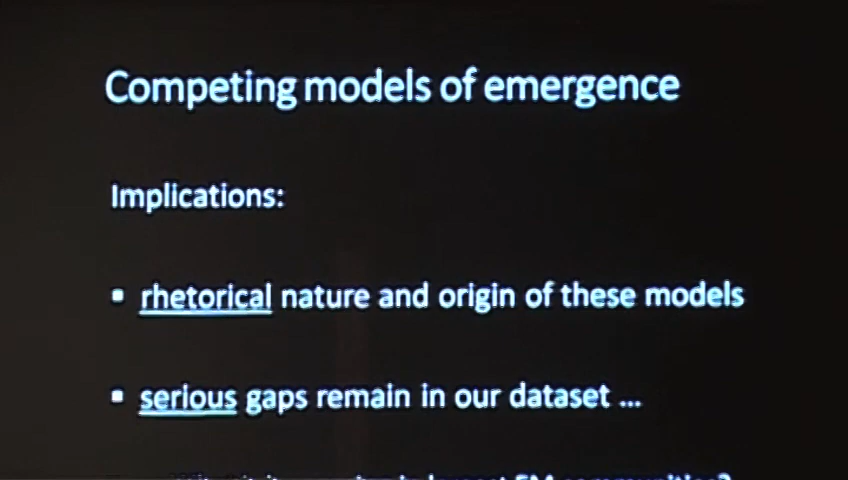 Competing models of emergence
Implications:
▪ rhetorical nature and origin of these models
▪ serious gaps remain in our dataset ...